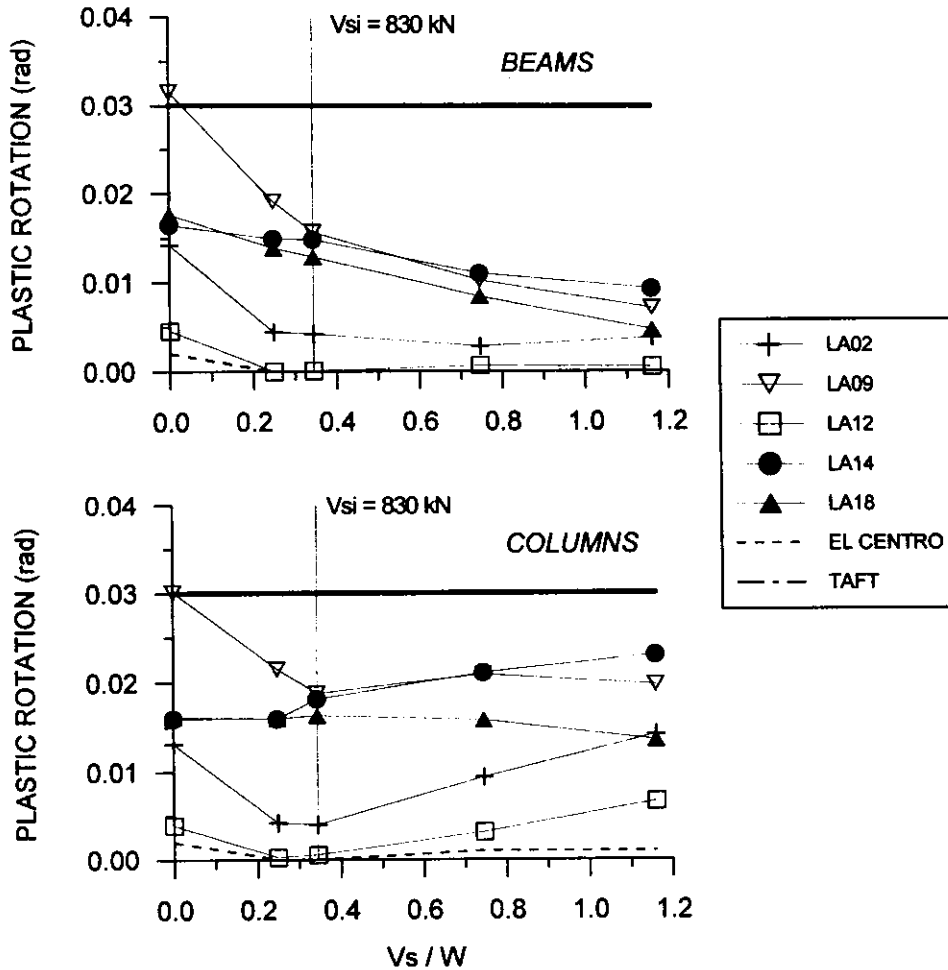 Vsi = 830 kN
BEAMS
PLASTIC ROTATION (rad)
0.04
0.03
0.02
0.01
0.00
0.0 0.2 0.4 0.6 0.8 1.0 1.2
Vsi = 830 kN
COLUMNS
PLASTIC ROTATION (rad)
0.04
0.03
0.02
0.01
0.00
0.0 0.2 0.4 0.6 0.8 1.0 1.2
Vs / W
LA02
LA09
LA12
LA14
LA18
EL CENTRO
TAFT